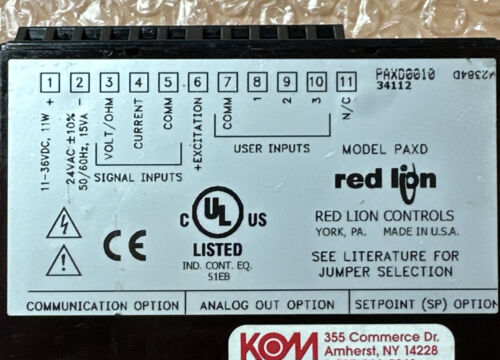 1 2 3 4 5 6 7 8 9 10 11
PAXD0010
34112
+
11-36VDC, 11W
-
24VAC ±10%
50/60Hz, 15VA
VOLT/OHM
CURRENT
COMM
+EXCITATION
COMM
1
2
3
N/C
SIGNAL INPUTS
USER INPUTS
MODEL PAXD
red lion
C UL US
LISTED
IND. CONT. EQ.
51EB
CE
RED LION CONTROLS
YORK, PA. MADE IN U.S.A.
SEE LITERATURE FOR
JUMPER SELECTION
COMMUNICATION OPTION
ANALOG OUT OPTION
SETPOINT (SP) OPTION
KOM
355 Commerce Dr.
Amherst, NY 14228